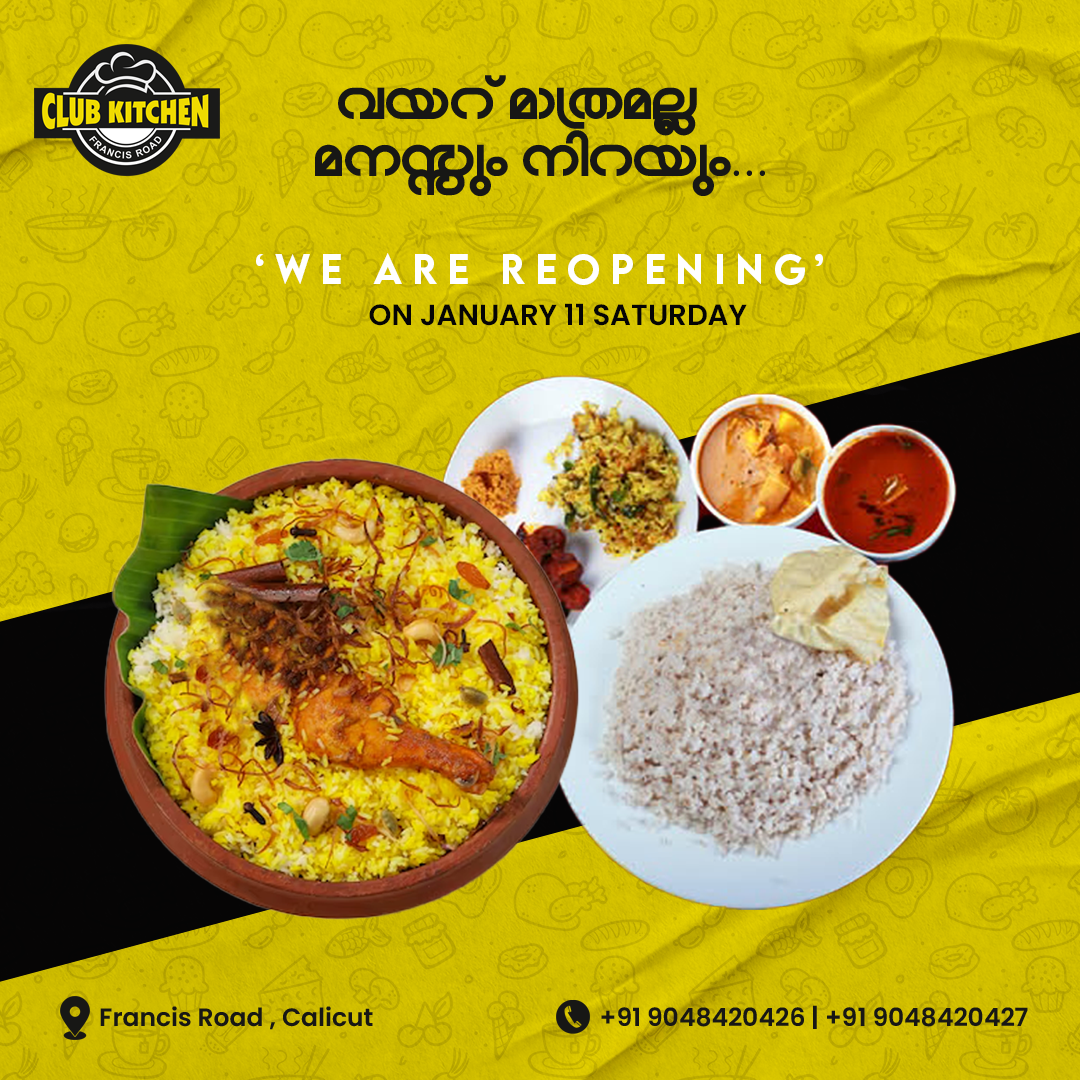 CLUB KITCHEN
FRANCIS ROAD
വയറ് മാത്രമല്ല
മനസ്സും നിറയും...
‘WE ARE REOPENING’
ON JANUARY 11 SATURDAY
Francis Road , Calicut
+91 9048420426 | +91 9048420427